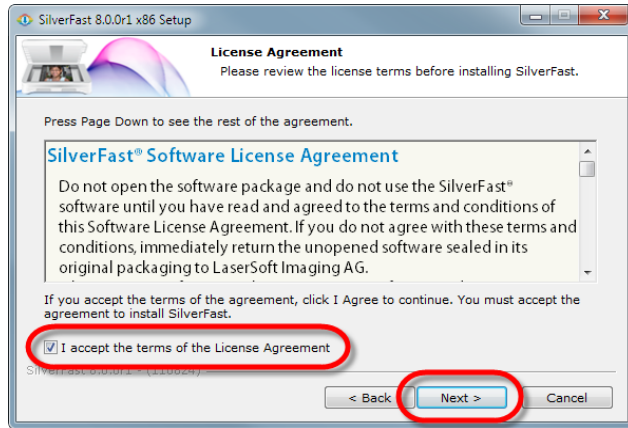 SilverFast 8.0.0r1 x86 Setup
License Agreement
Please review the license terms before installing SilverFast.
Press Page Down to see the rest of the agreement.
SilverFast® Software License Agreement
Do not open the software package and do not use the SilverFast®
software until you have read and agreed to the terms and conditions of
this Software License Agreement. If you do not agree with these terms and
conditions, immediately return the unopened software sealed in its
original packaging to LaserSoft Imaging AG.
If you accept the terms of the agreement, click I Agree to continue. You must accept the
agreement to install SilverFast.
I accept the terms of the License Agreement
SilverFast 8.0.0r1 - (110824)
< Back
Next >
Cancel